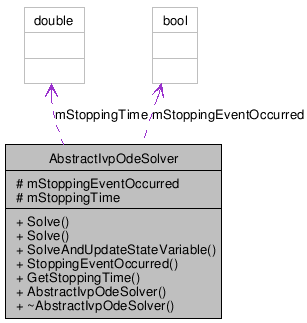 double bool
mStoppingTime mStoppingEventOccurred
AbstractIvpOdeSolver
# mStoppingEventOccurred
# mStoppingTime
+ Solve()
+ Solve()
+ SolveAndUpdateStateVariable()
+ StoppingEventOccurred()
+ GetStoppingTime()
+ AbstractIvpOdeSolver()
+ ~AbstractIvpOdeSolver()